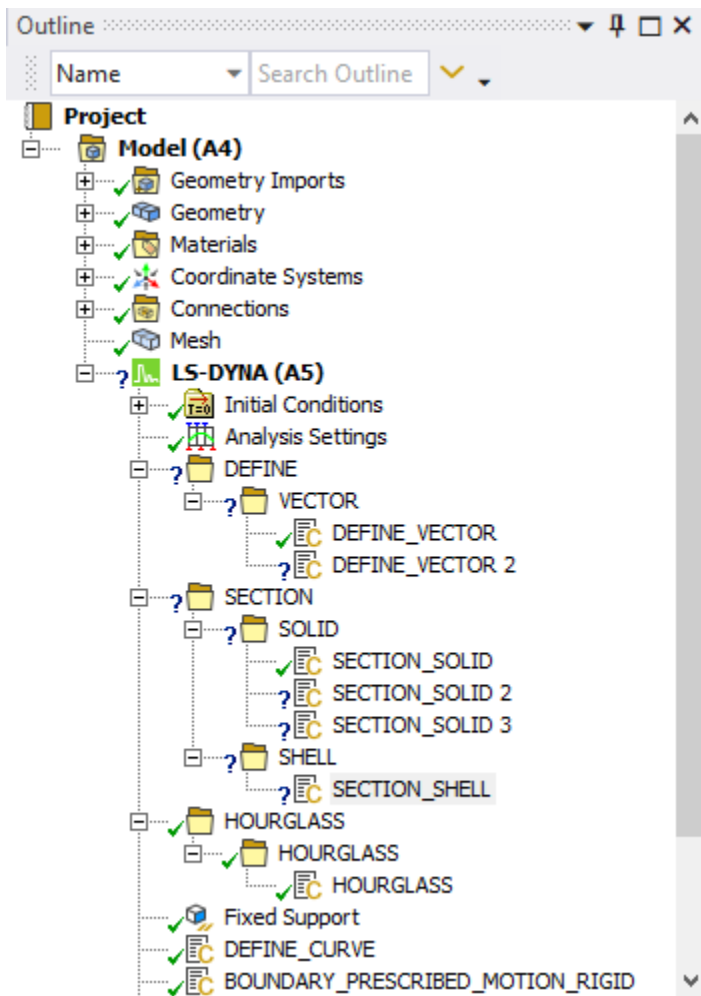 Outline
Name Search Outline
Project
Model (A4)
Geometry Imports
Geometry
Materials
Coordinate Systems
Connections
Mesh
LS-DYNA (A5)
T=0 Initial Conditions
Analysis Settings
DEFINE
VECTOR
DEFINE_VECTOR
DEFINE_VECTOR 2
SECTION
SOLID
SECTION_SOLID
SECTION_SOLID 2
SECTION_SOLID 3
SHELL
SECTION_SHELL
HOURGLASS
HOURGLASS
HOURGLASS
Fixed Support
DEFINE_CURVE
BOUNDARY_PRESCRIBED_MOTION_RIGID